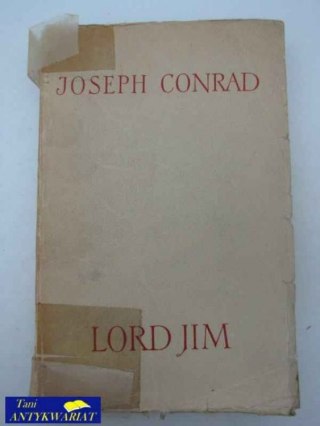 JOSEPH CONRAD
LORD JIM
Tani
ANTYKWARIAT